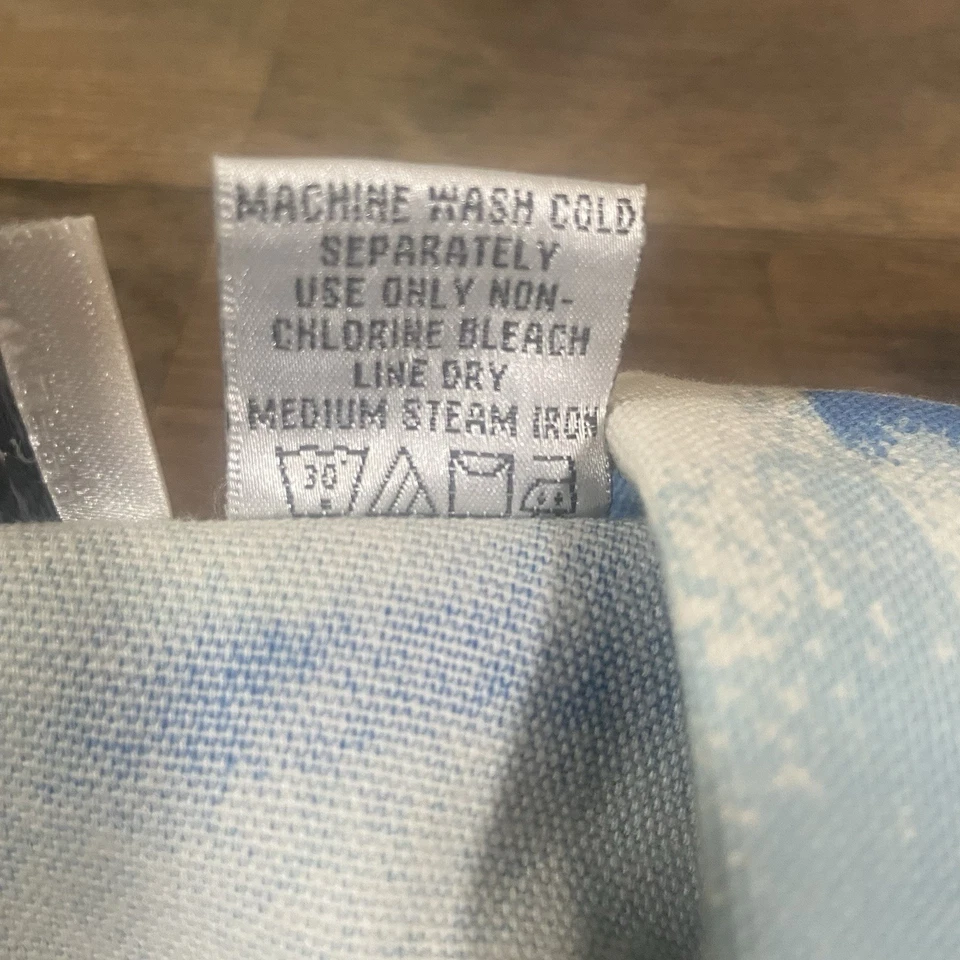 MACHINE WASH COLD
SEPARATELY
USE ONLY NON-
CHLORINE BLEACH
LINE DRY
MEDIUM STEAM IRON
30°